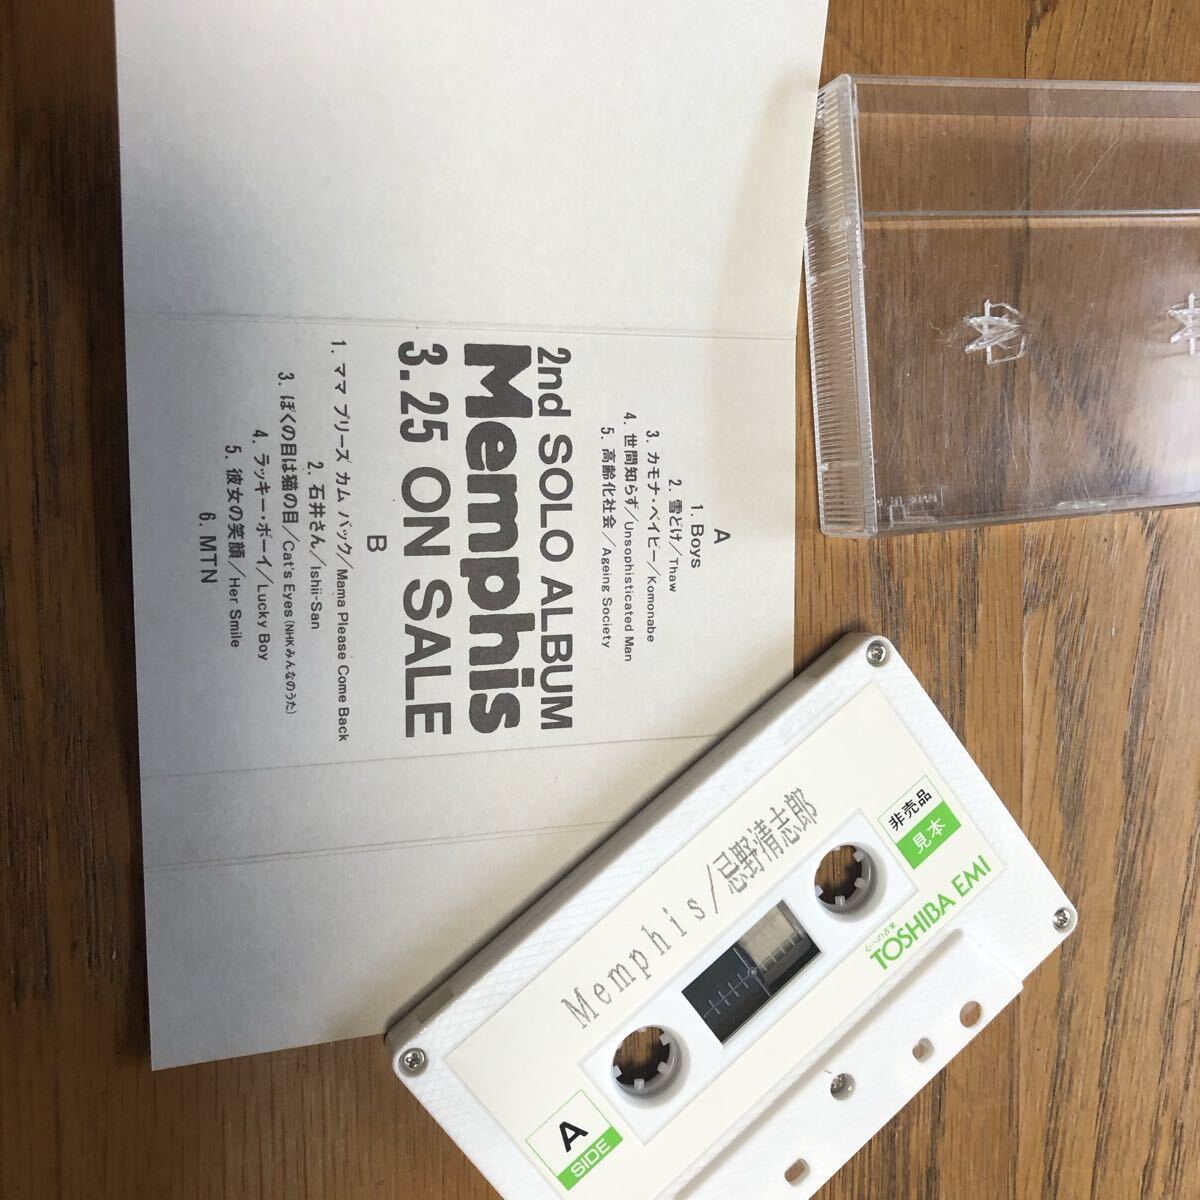 2nd SOLO ALBUM
Memphis
3.25 ON SALE
A
1. Boys
2. 雪どけ/Thaw
3. カモナ・ベイビー/Komonabe
4. 世間知らず/Unsophisticated Man
5. 高齢化社会/Ageing Society
B
1. ママ プリーズ カム バック/Mama Please Come Back
2. 石井さん/Ishii-San
3. ぼくの目は猫の目/Cat's Eyes (NHKみんなのうた)
4. ラッキー・ボーイ/Lucky Boy
5. 彼女の笑顔/Her Smile
6. MTN
Memphis/忌野清志郎
非売品
見本
心への音楽
TOSHIBA EMI
A
SIDE